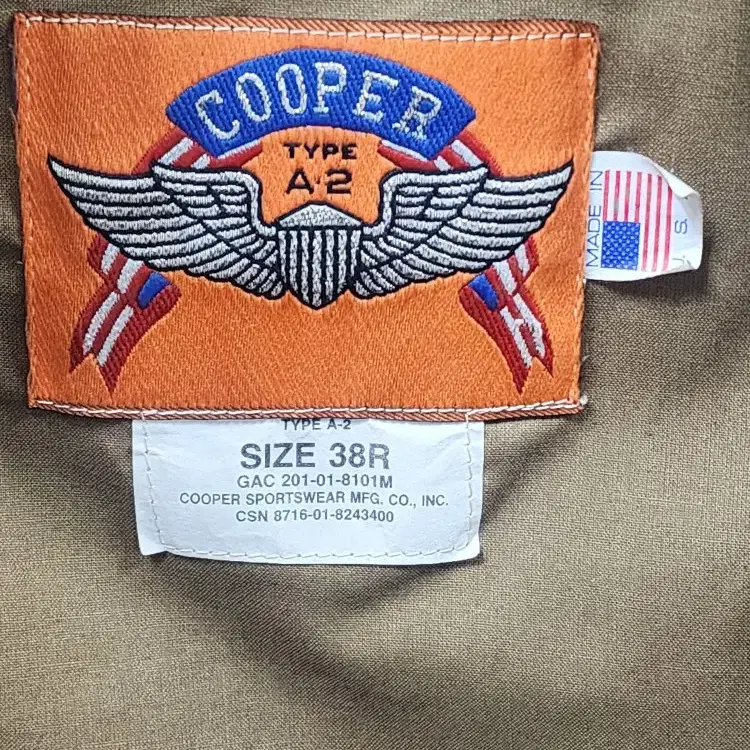 COOPER
TYPE
A-2
MADE IN
U. S.
TYPE A-2
SIZE 38R
GAC 201-01-8101M
COOPER SPORTSWEAR MFG. CO., INC.
CSN 8716-01-8243400